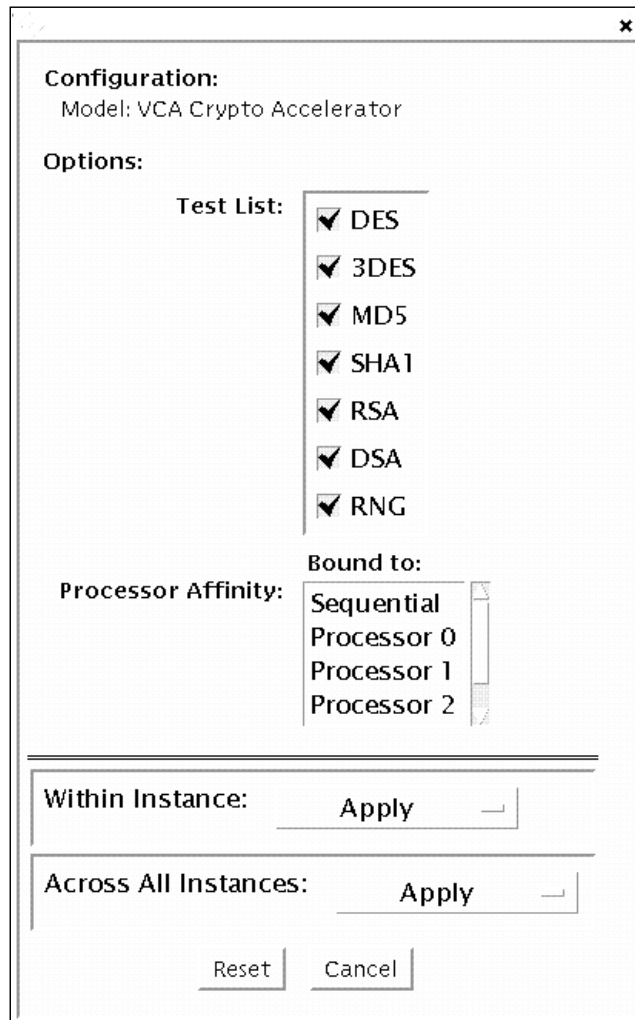 Configuration:
Model: VCA Crypto Accelerator
Options:
Test List:
DES
3DES
MD5
SHA1
RSA
DSA
RNG
Bound to:
Processor Affinity:
Sequential
Processor 0
Processor 1
Processor 2
Within Instance: Apply
Across All Instances: Apply
Reset Cancel